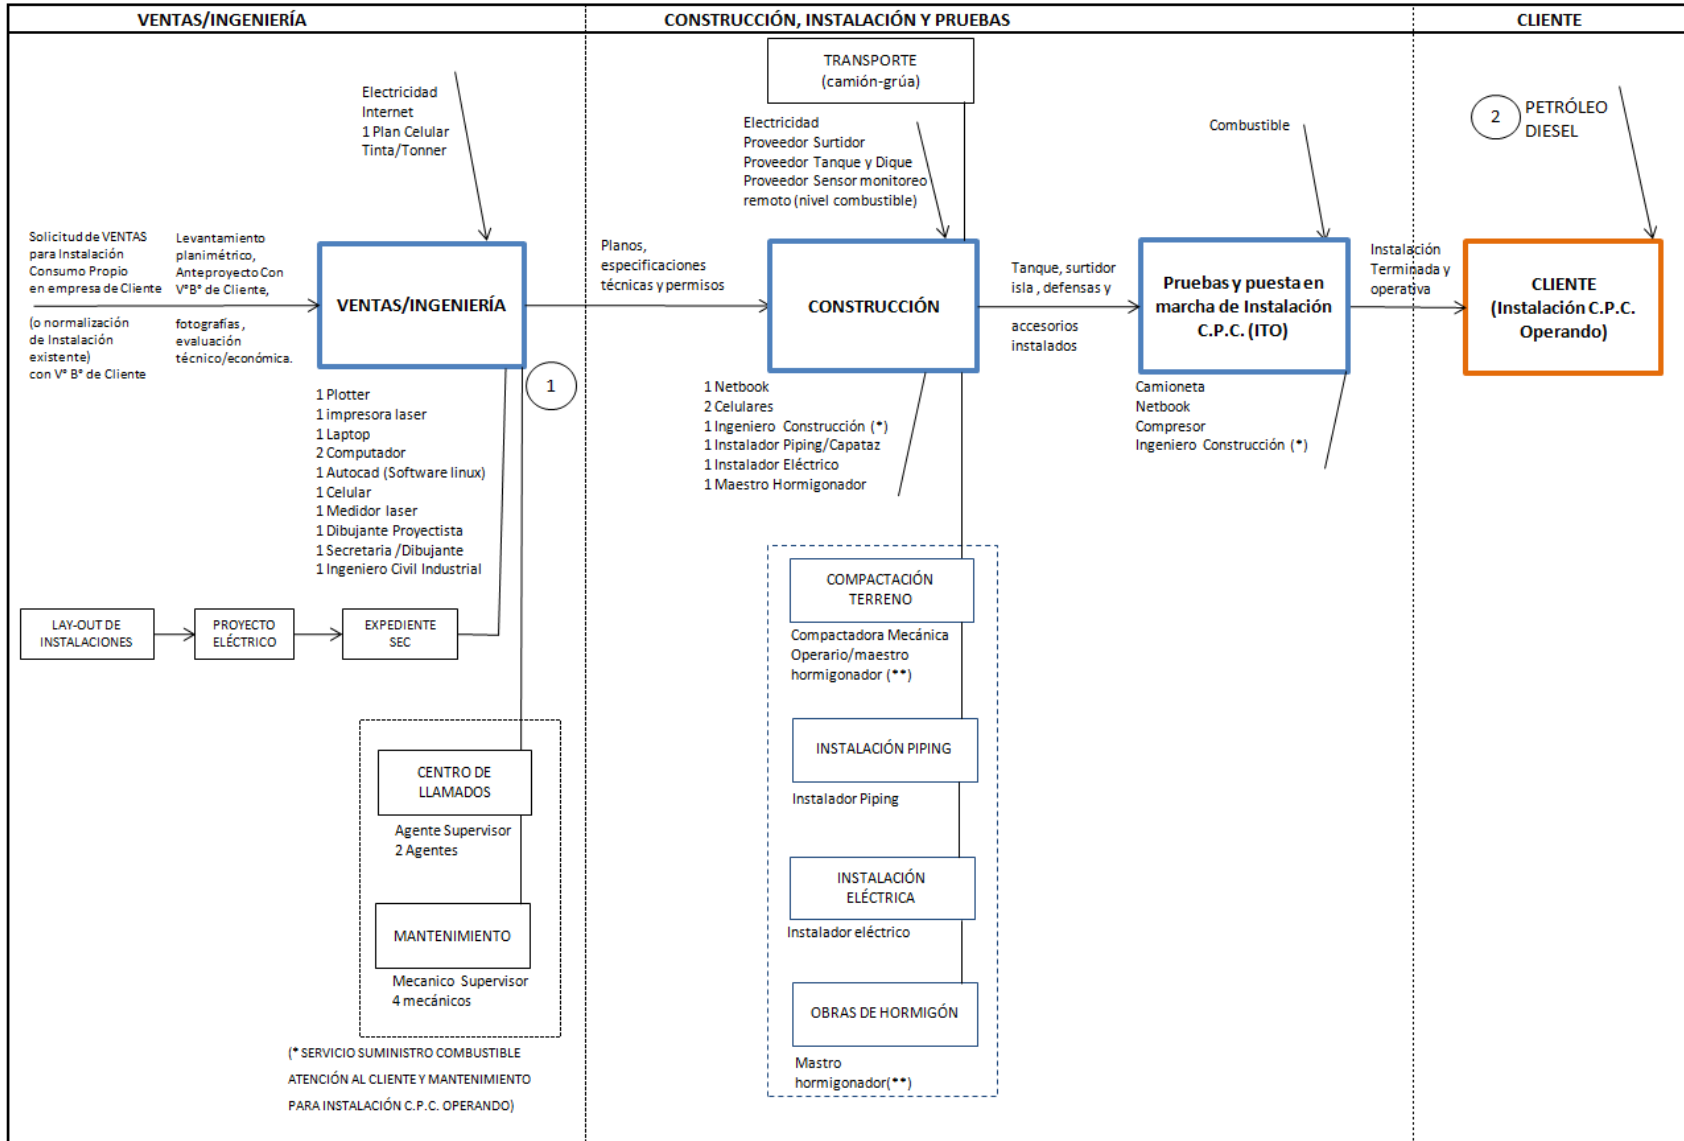 VENTAS/INGENIERÍA
CONSTRUCCIÓN, INSTALACIÓN Y PRUEBAS
CLIENTE
Electricidad
Internet
1 Plan Celular
Tinta/Tonner
TRANSPORTE
(camión-grúa)
Electricidad
Proveedor Surtidor
Proveedor Tanque y Dique
Proveedor Sensor monitoreo
remoto (nivel combustible)
Combustible
2
PETRÓLEO
DIESEL
Solicitud de VENTAS
para Instalación
Consumo Propio
en empresa de Cliente
(o normalización
de Instalación
existente)
con V° B° de Cliente
Levantamiento
planimétrico,
Anteproyecto Con
V°B° de Cliente,
fotografías ,
evaluación
técnico/económica.
VENTAS/INGENIERÍA
Planos,
especificaciones
técnicas y permisos
CONSTRUCCIÓN
Tanque, surtidor
isla , defensas y
accesorios
instalados
Pruebas y puesta en
marcha de Instalación
C.P.C. (ITO)
Instalación
Terminada y
operativa
CLIENTE
(Instalación C.P.C.
Operando)
1
1 Plotter
1 impresora laser
1 Laptop
2 Computador
1 Autocad (Software linux)
1 Celular
1 Medidor laser
1 Dibujante Proyectista
1 Secretaria /Dibujante
1 Ingeniero Civil Industrial
1 Netbook
2 Celulares
1 Ingeniero Construcción (*)
1 Instalador Piping/Capataz
1 Instalador Eléctrico
1 Maestro Hormigonador
Camioneta
Netbook
Compresor
Ingeniero Construcción (*)
LAY-OUT DE
INSTALACIONES
PROYECTO
ELÉCTRICO
EXPEDIENTE
SEC
COMPACTACIÓN
TERRENO
Compactadora Mecánica
Operario/maestro
hormigonador (**)
INSTALACIÓN PIPING
Instalador Piping
INSTALACIÓN
ELÉCTRICA
Instalador eléctrico
OBRAS DE HORMIGÓN
Mastro
hormigonador(**)
CENTRO DE
LLAMADOS
Agente Supervisor
2 Agentes
MANTENIMIENTO
Mecanico Supervisor
4 mecánicos
(* SERVICIO SUMINISTRO COMBUSTIBLE
ATENCIÓN AL CLIENTE Y MANTENIMIENTO
PARA INSTALACIÓN C.P.C. OPERANDO)